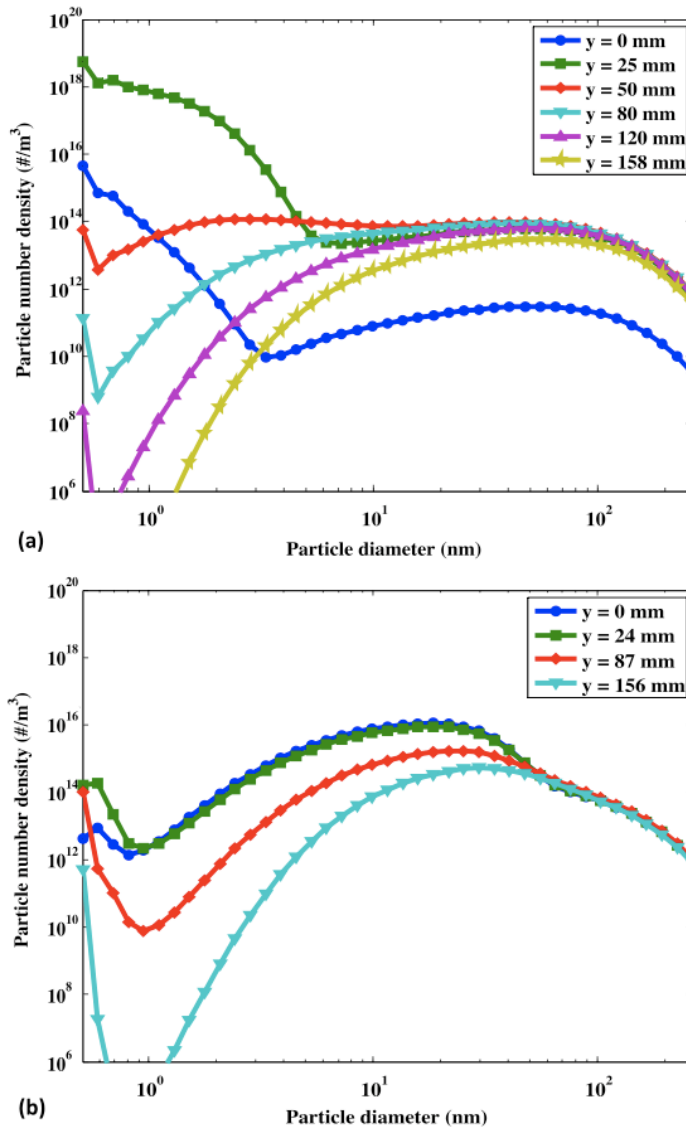 10^20
10^18
10^16
10^14
10^12
10^10
10^8
10^6
Particle number density (#/m^3)
y = 0 mm
y = 25 mm
y = 50 mm
y = 80 mm
y = 120 mm
y = 158 mm
10^0
10^1
10^2
(a)
Particle diameter (nm)
10^20
10^18
10^16
10^14
10^12
10^10
10^8
10^6
Particle number density (#/m^3)
y = 0 mm
y = 24 mm
y = 87 mm
y = 156 mm
10^0
10^1
10^2
(b)
Particle diameter (nm)